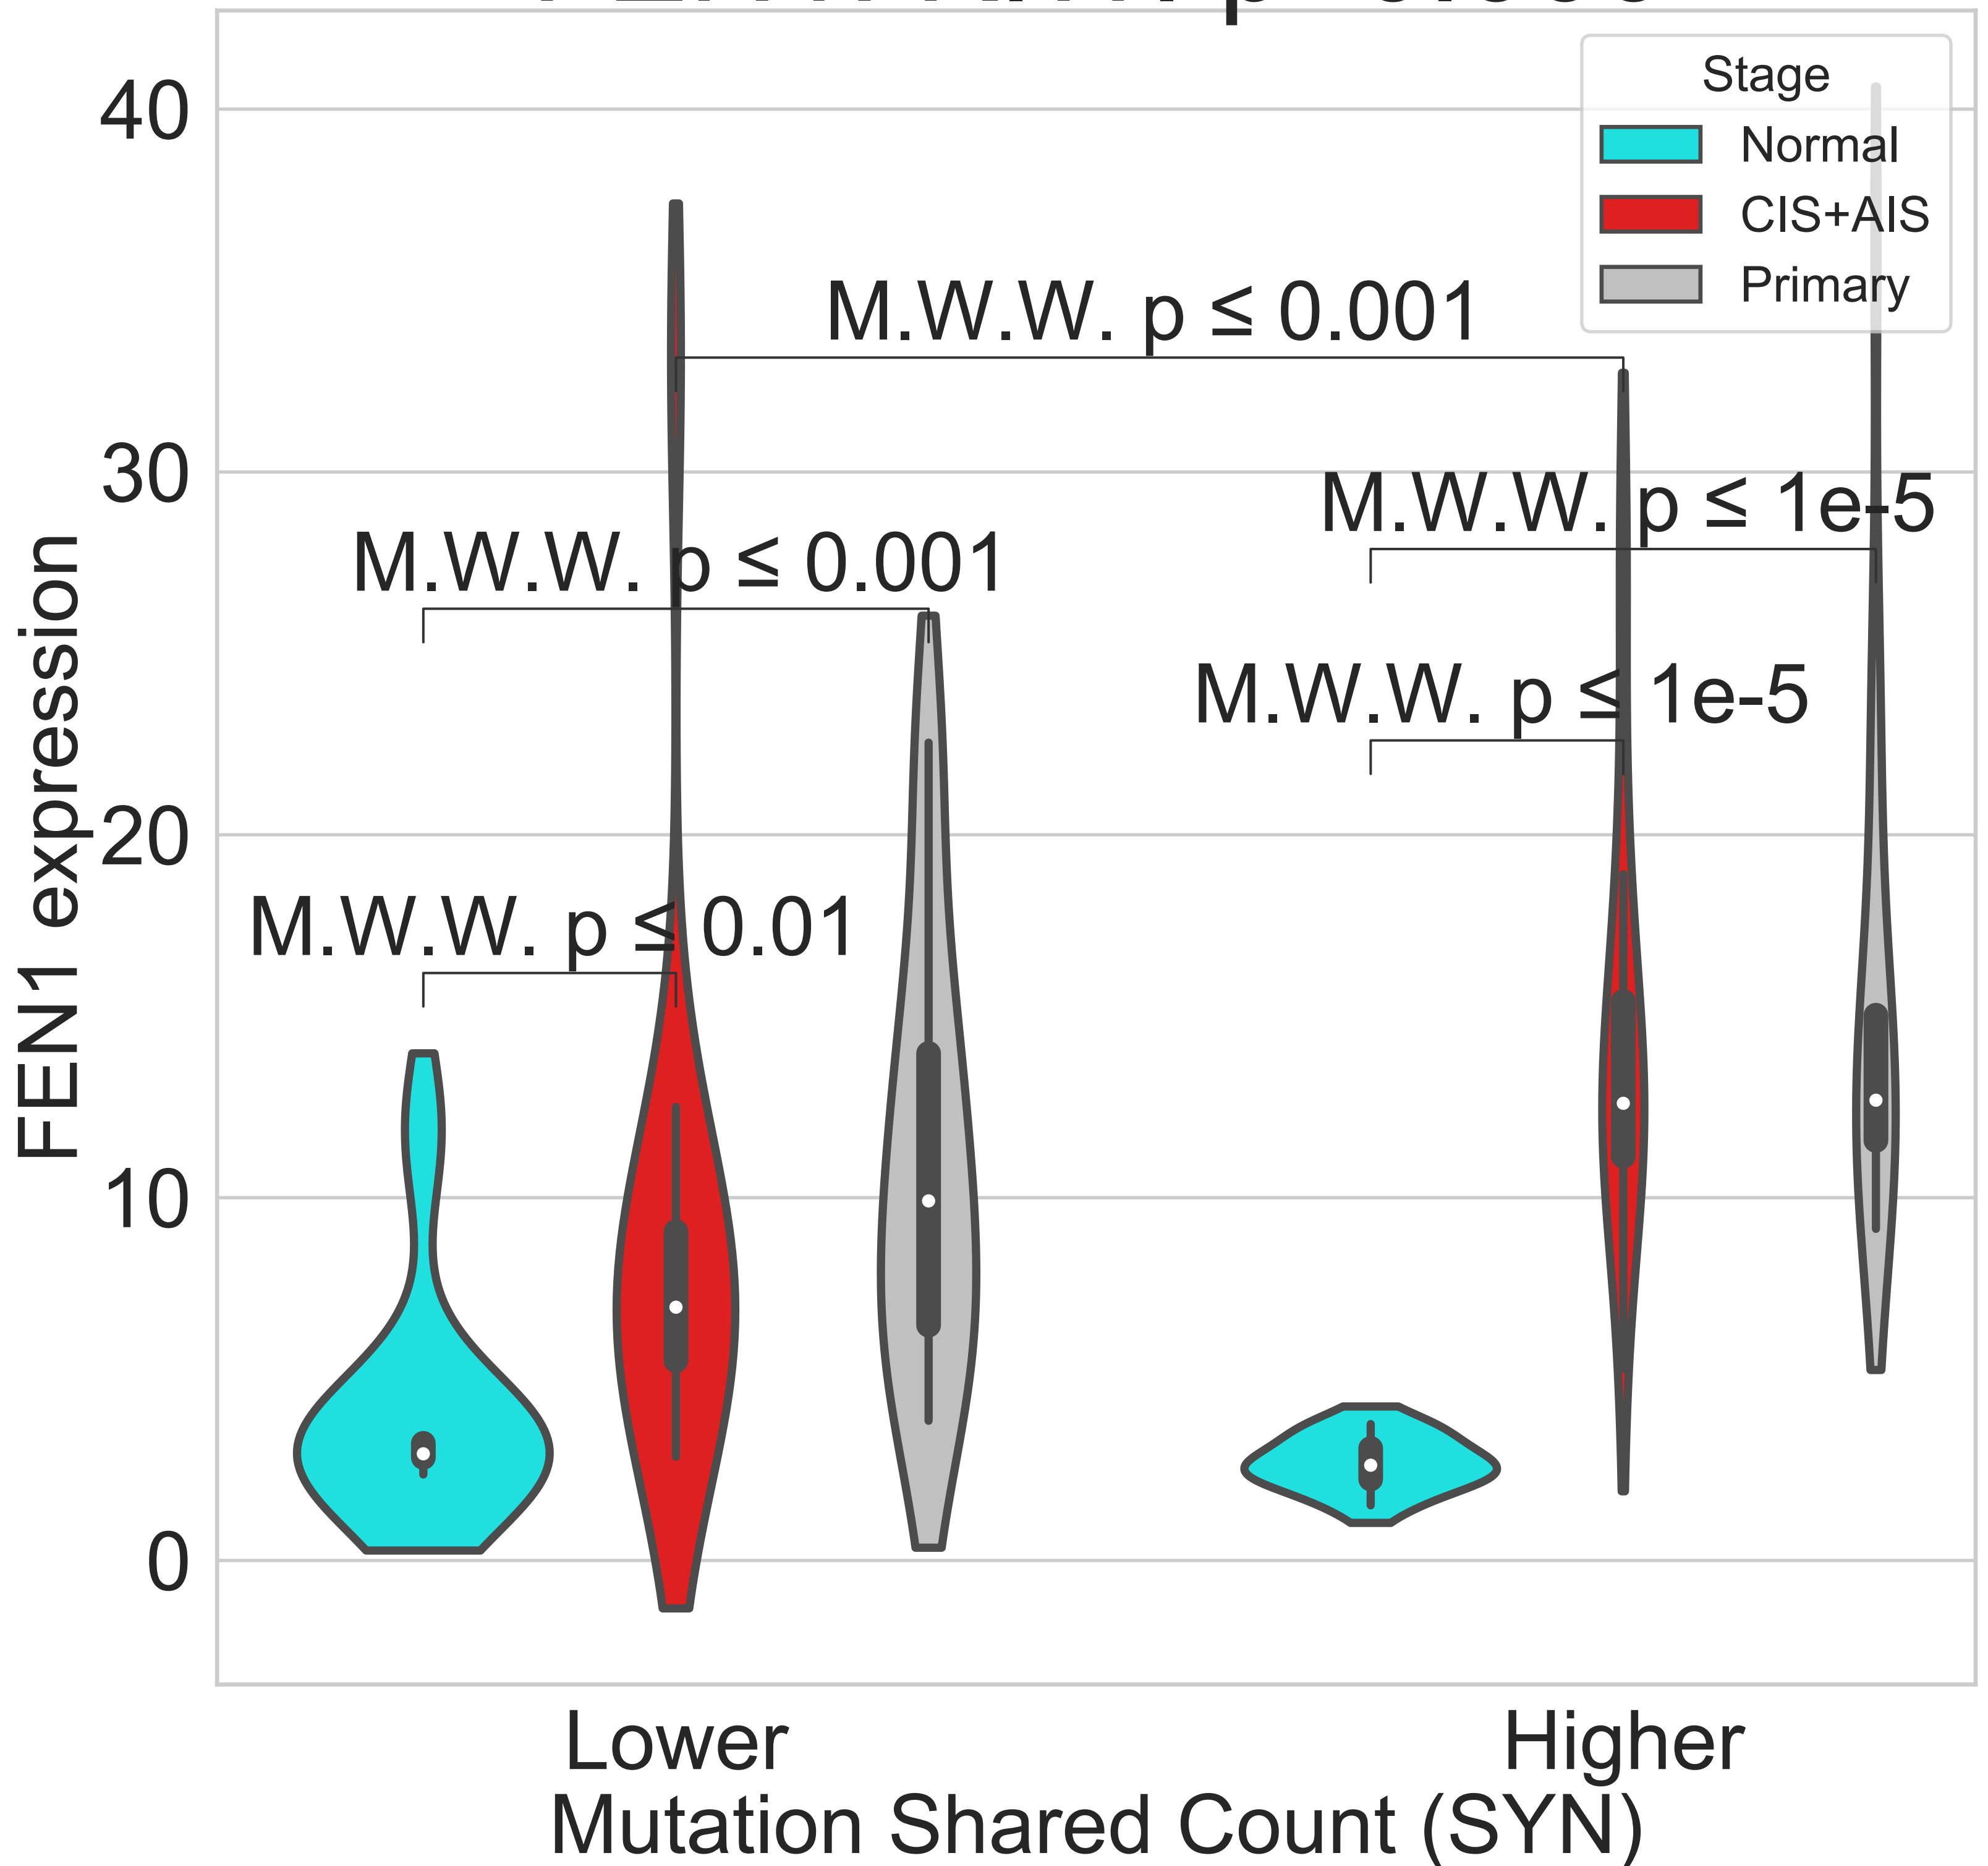 Stage
Normal
CIS+AIS
Primary
40
30
20
10
0
FEN1 expression
M.W.W. p ≤ 0.001
M.W.W. p ≤ 1e-5
M.W.W. p ≤ 0.001
M.W.W. p ≤ 1e-5
M.W.W. p ≤ 0.01
Lower
Higher
Mutation Shared Count (SYN)